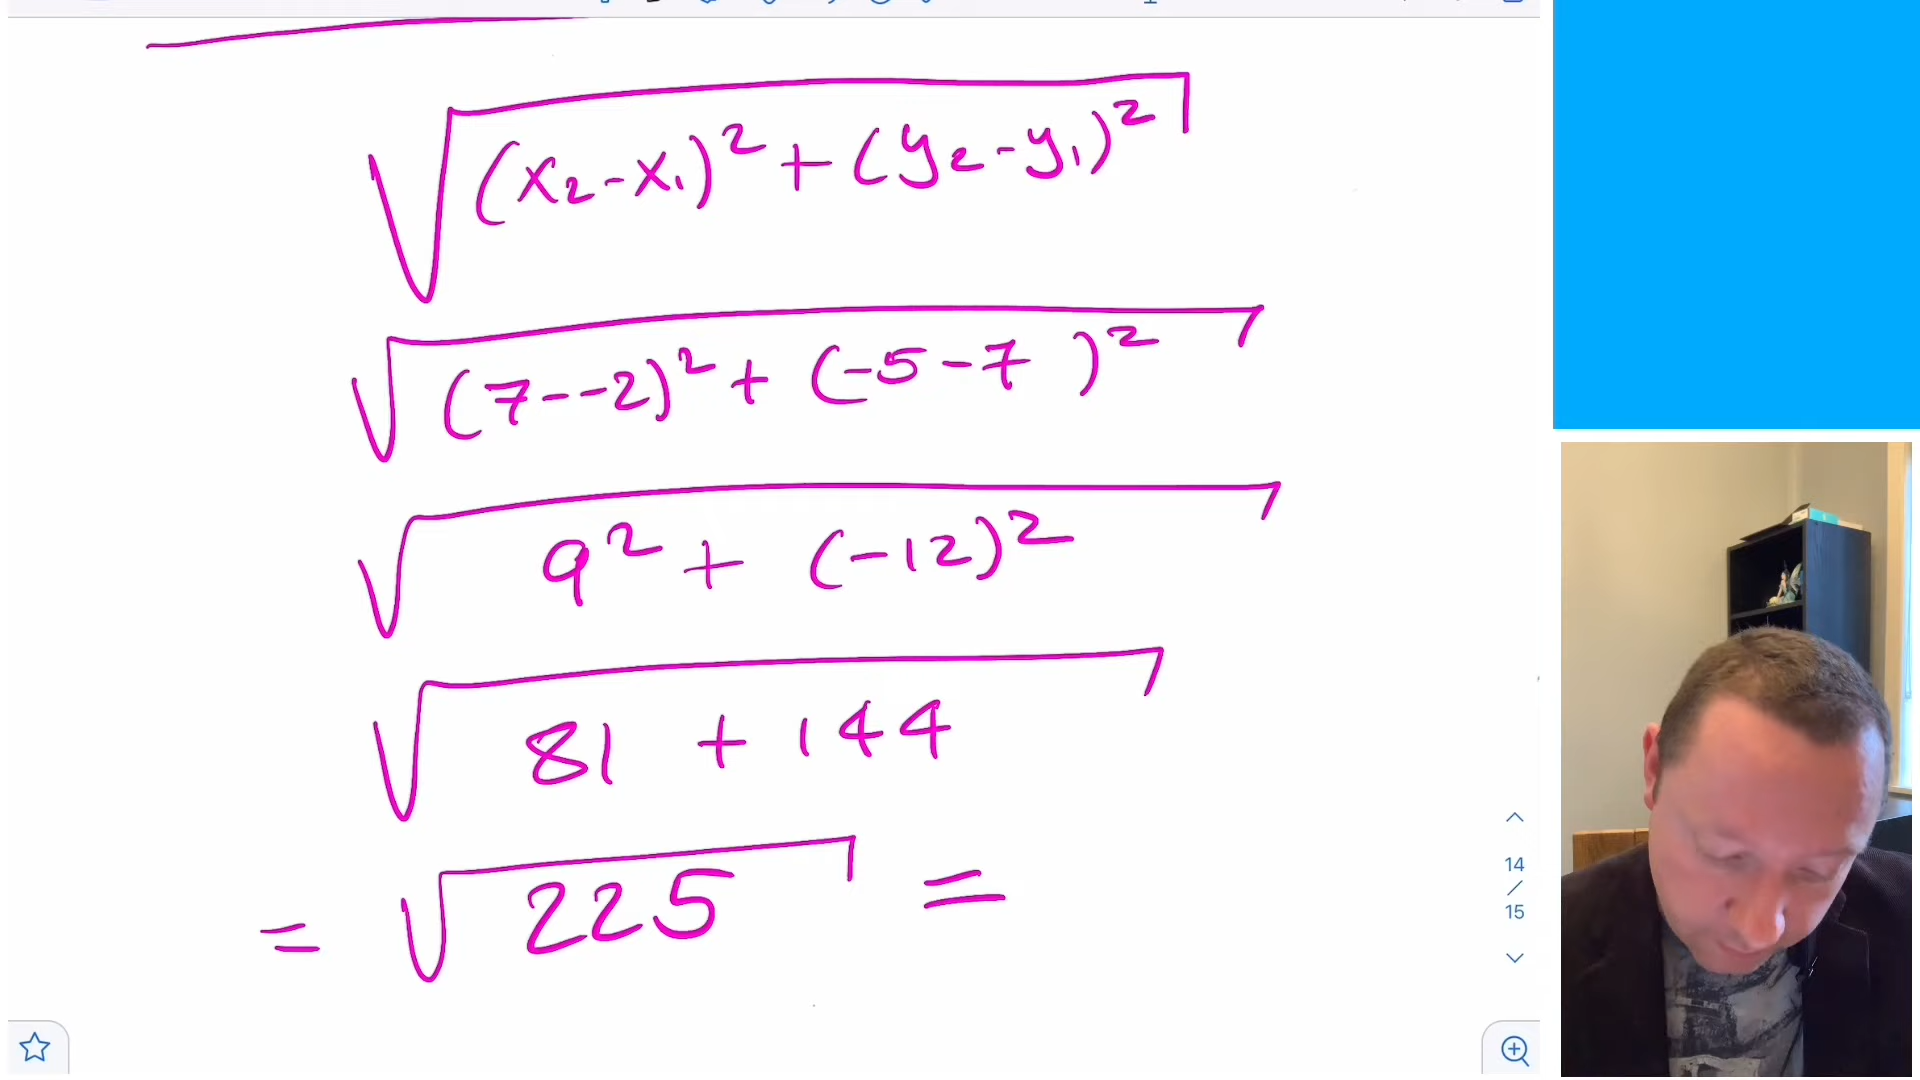 √(x₂-x₁)² + (y₂-y₁)²
√(7--2)² + (-5-7 )²
√9² + (-12)²
√81 + 144
= √225 =
14
/
15